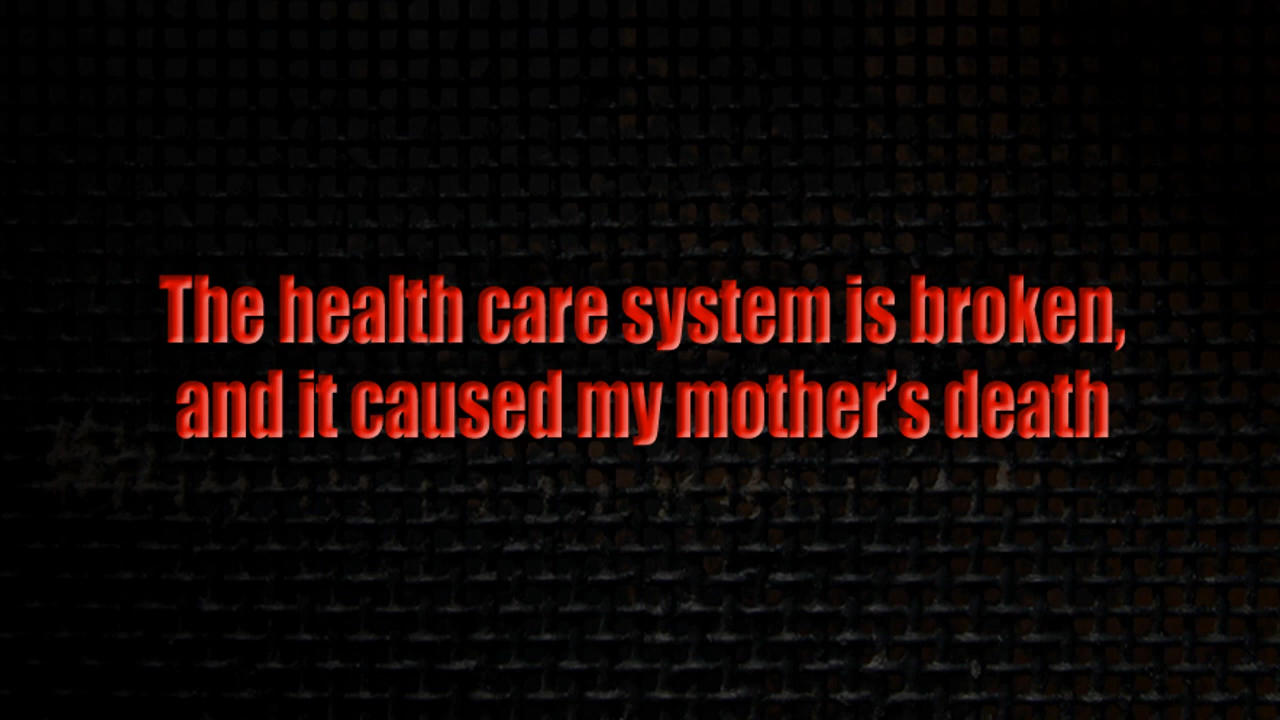 The health care system is broken,
and it caused my mother’s death